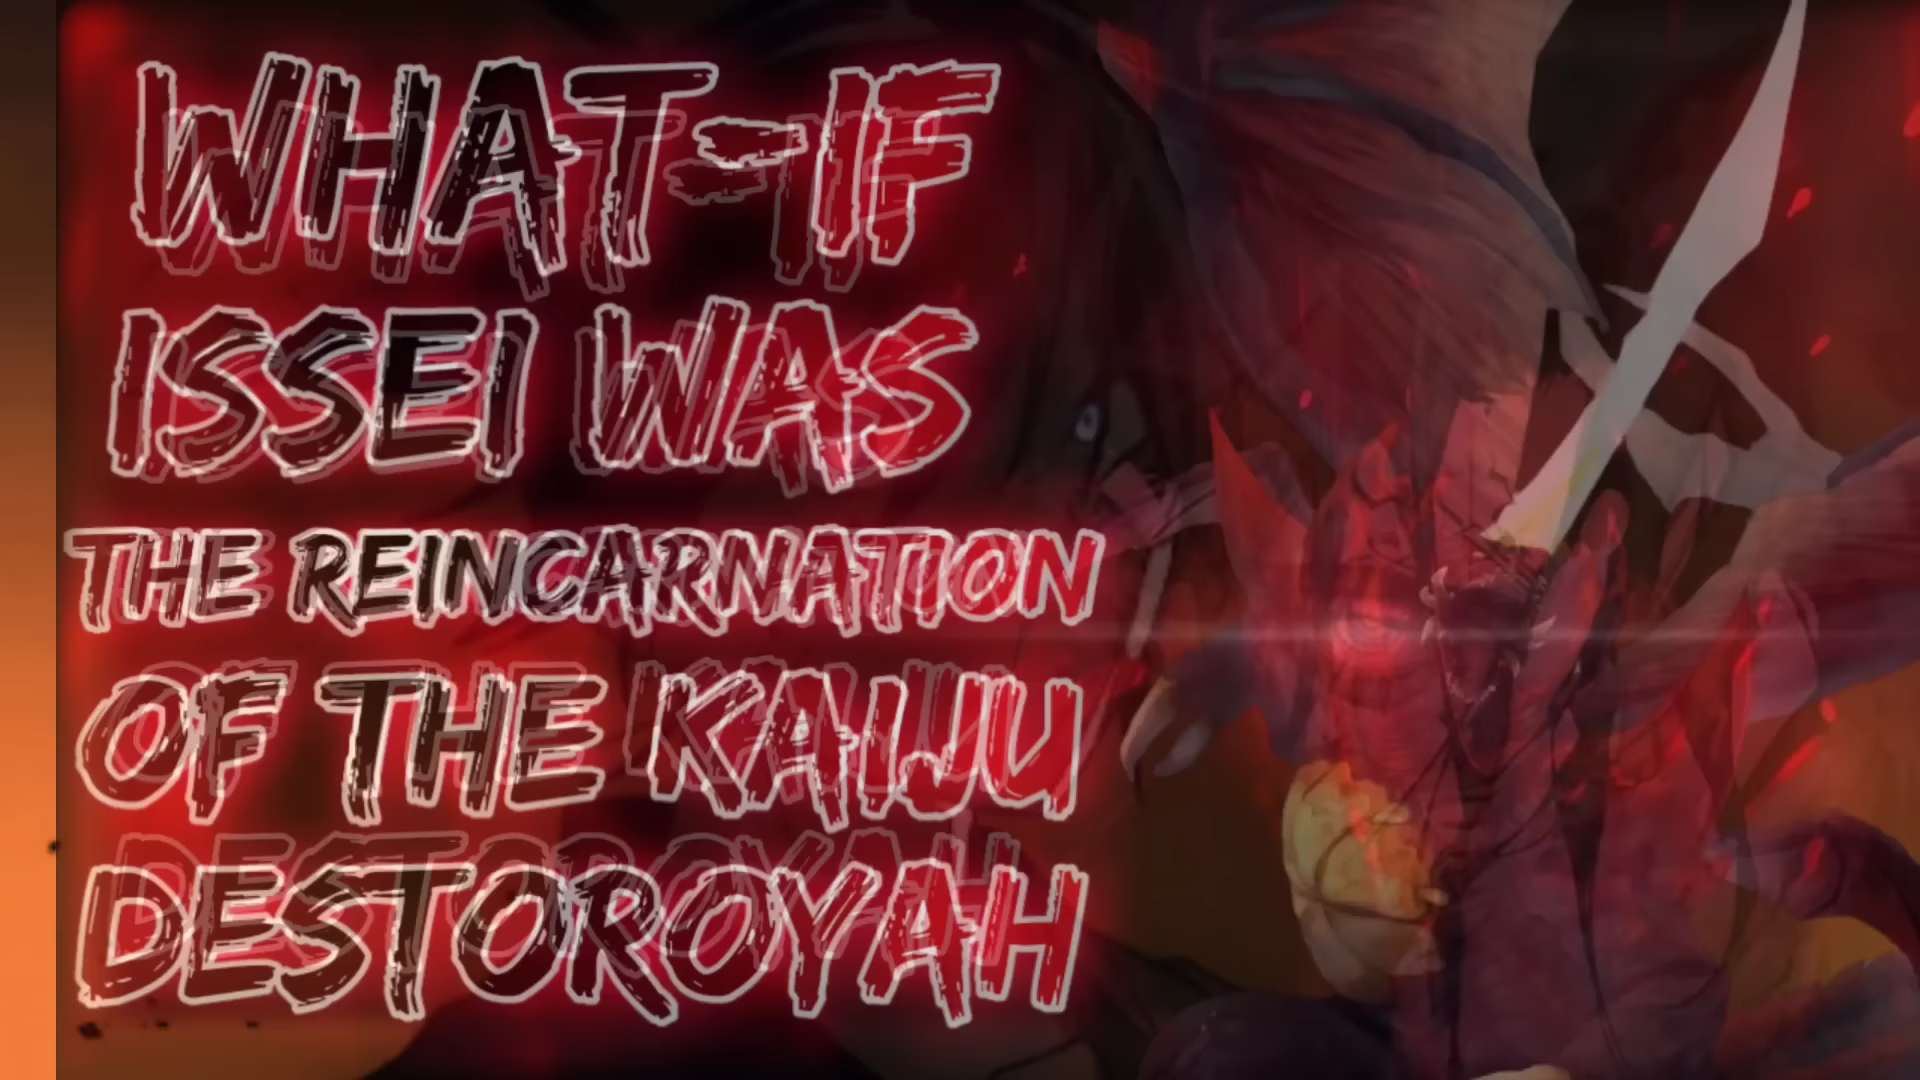 WHAT-IF
ISSEI WAS
THE REINCARNATION
OF THE KAIJU
DESTOROYAH